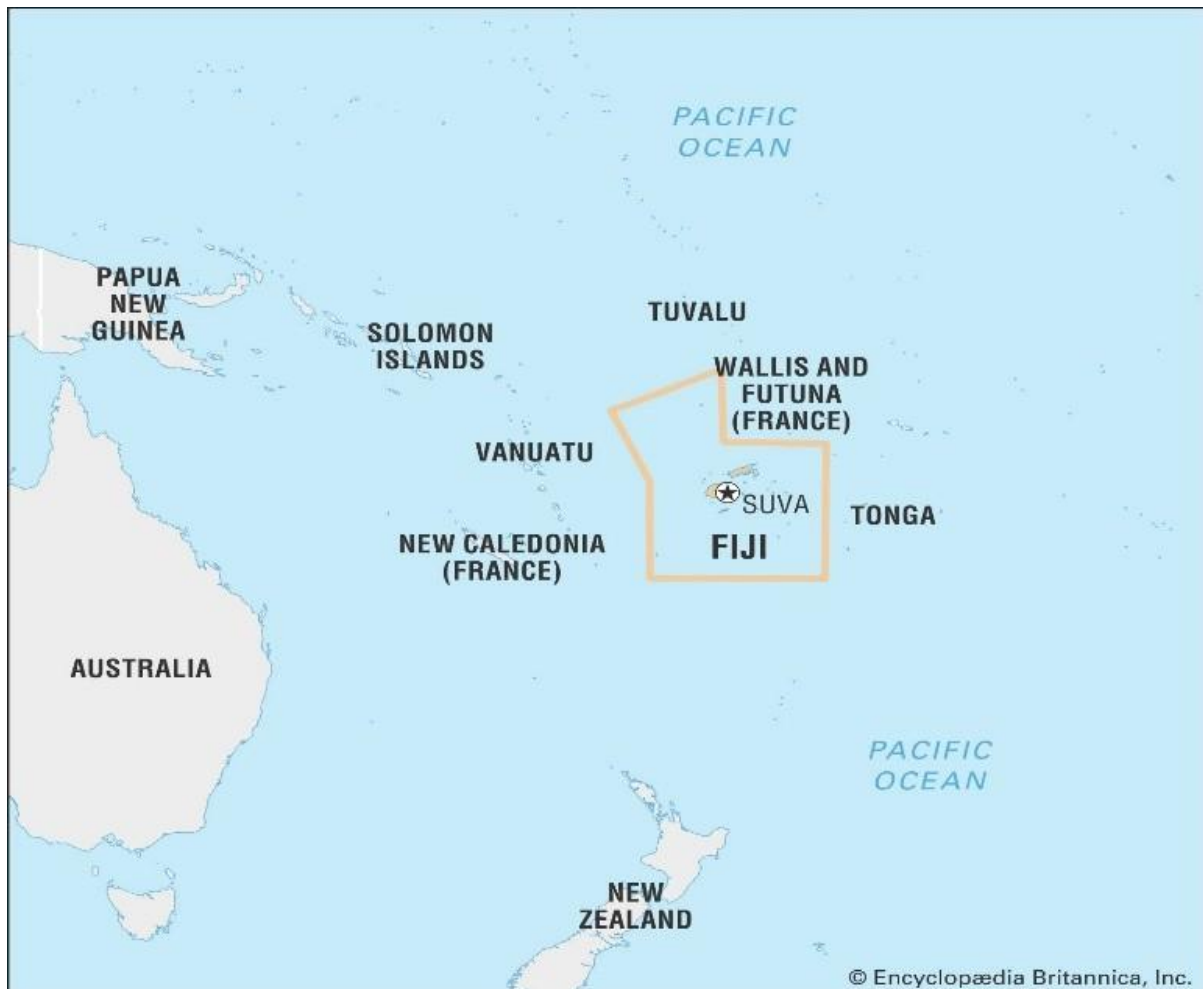 PACIFIC
OCEAN
PAPUA
NEW
GUINEA
SOLOMON
ISLANDS
TUVALU
WALLIS AND
FUTUNA
(FRANCE)
VANUATU
SUVA
TONGA
NEW CALEDONIA
(FRANCE)
FIJI
AUSTRALIA
PACIFIC
OCEAN
NEW
ZEALAND
© Encyclopædia Britannica, Inc.